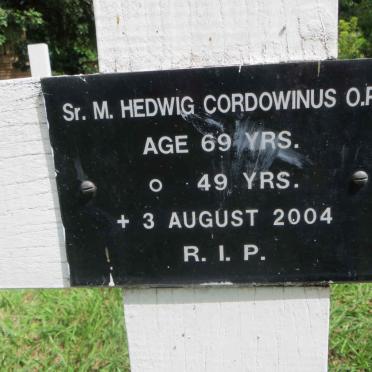 Sr. M. HEDWIG CORDOWINUS O.P
AGE 69 YRS.
o 49 YRS.
+ 3 AUGUST 2004
R. I. P.